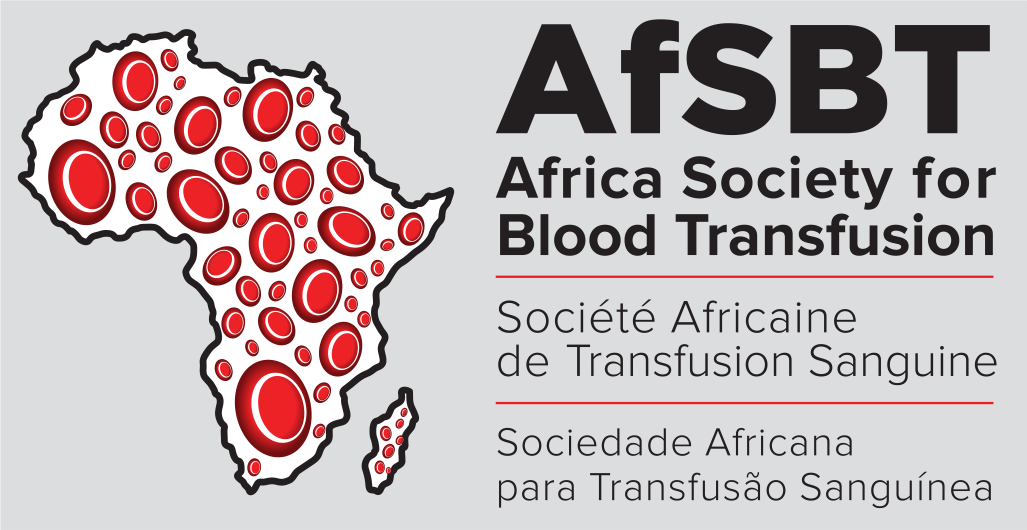 AfSBT
Africa Society for
Blood Transfusion
Société Africaine
de Transfusion Sanguine
Sociedade Africana
para Transfusão Sanguínea